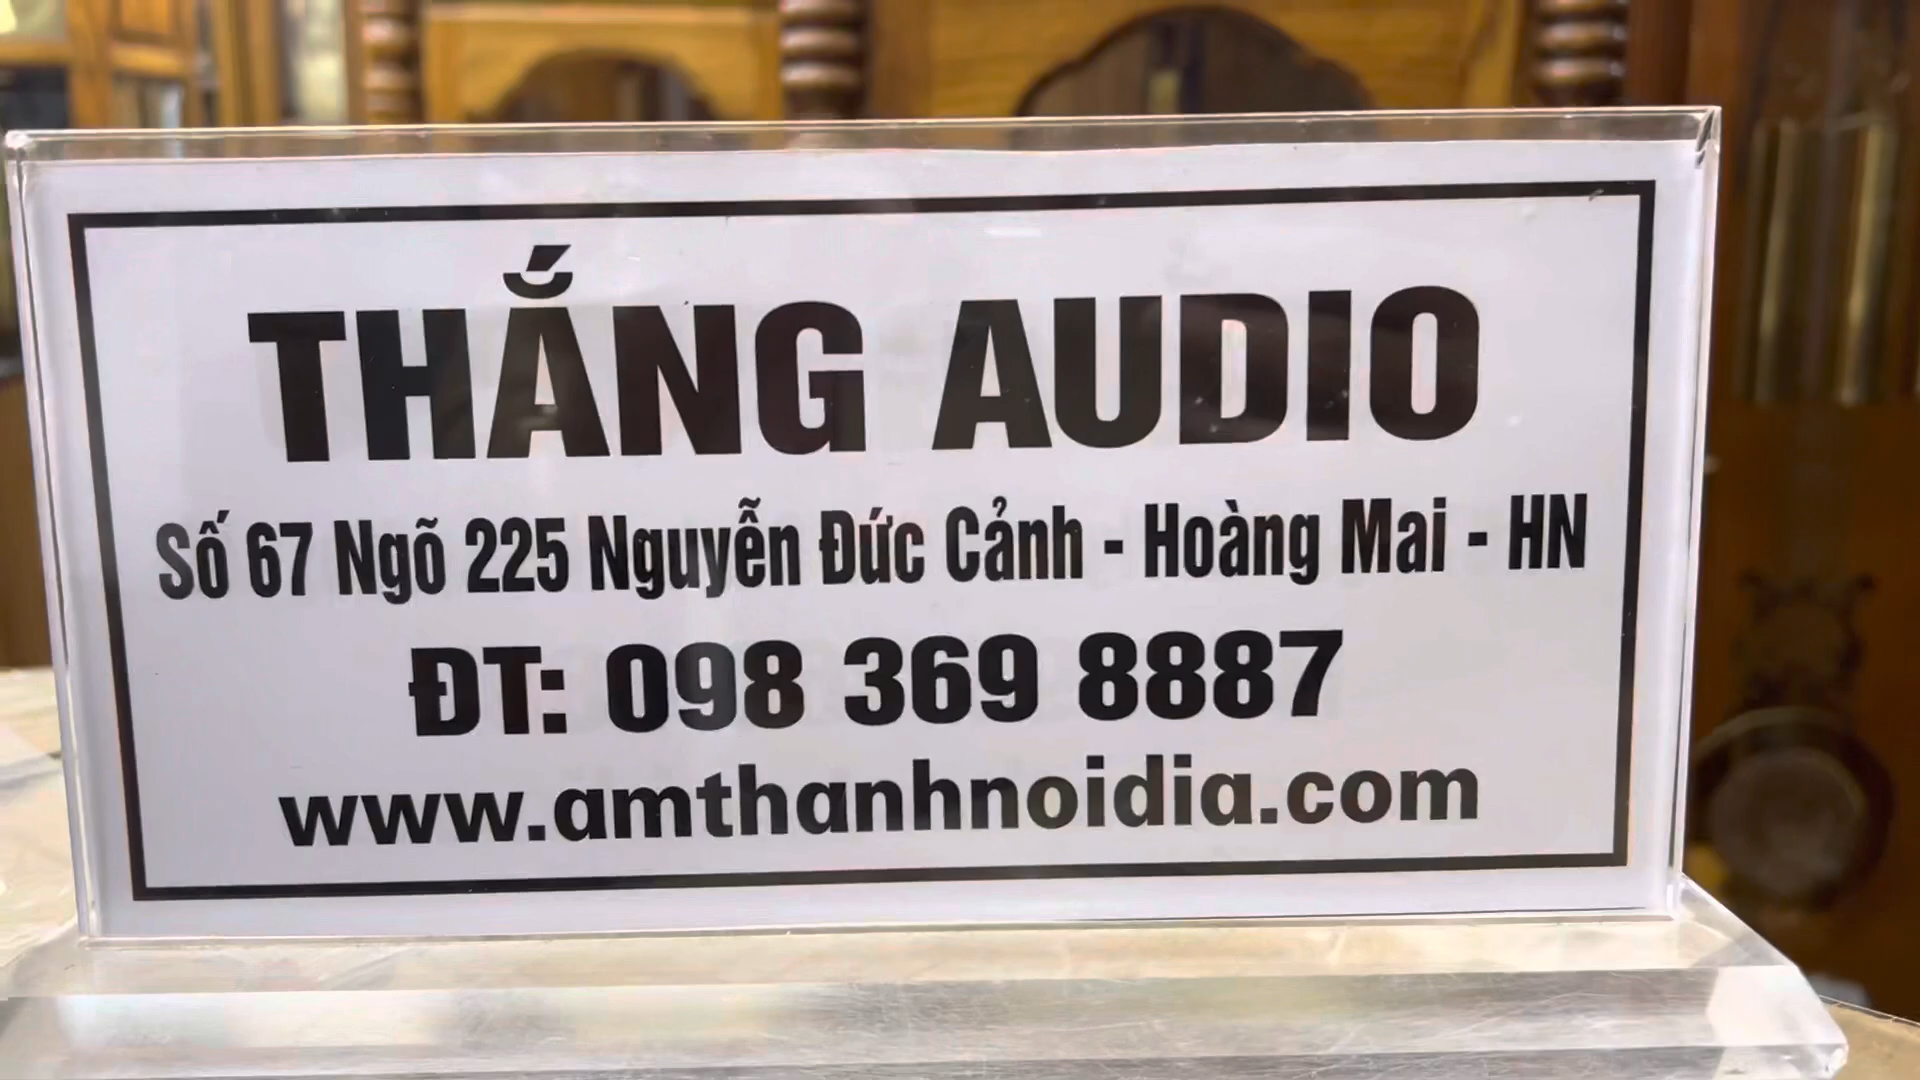 THẮNG AUDIO
Số 67 Ngõ 225 Nguyễn Đức Cảnh - Hoàng Mai - HN
ĐT: 098 369 8887
www.amthanhnoidia.com